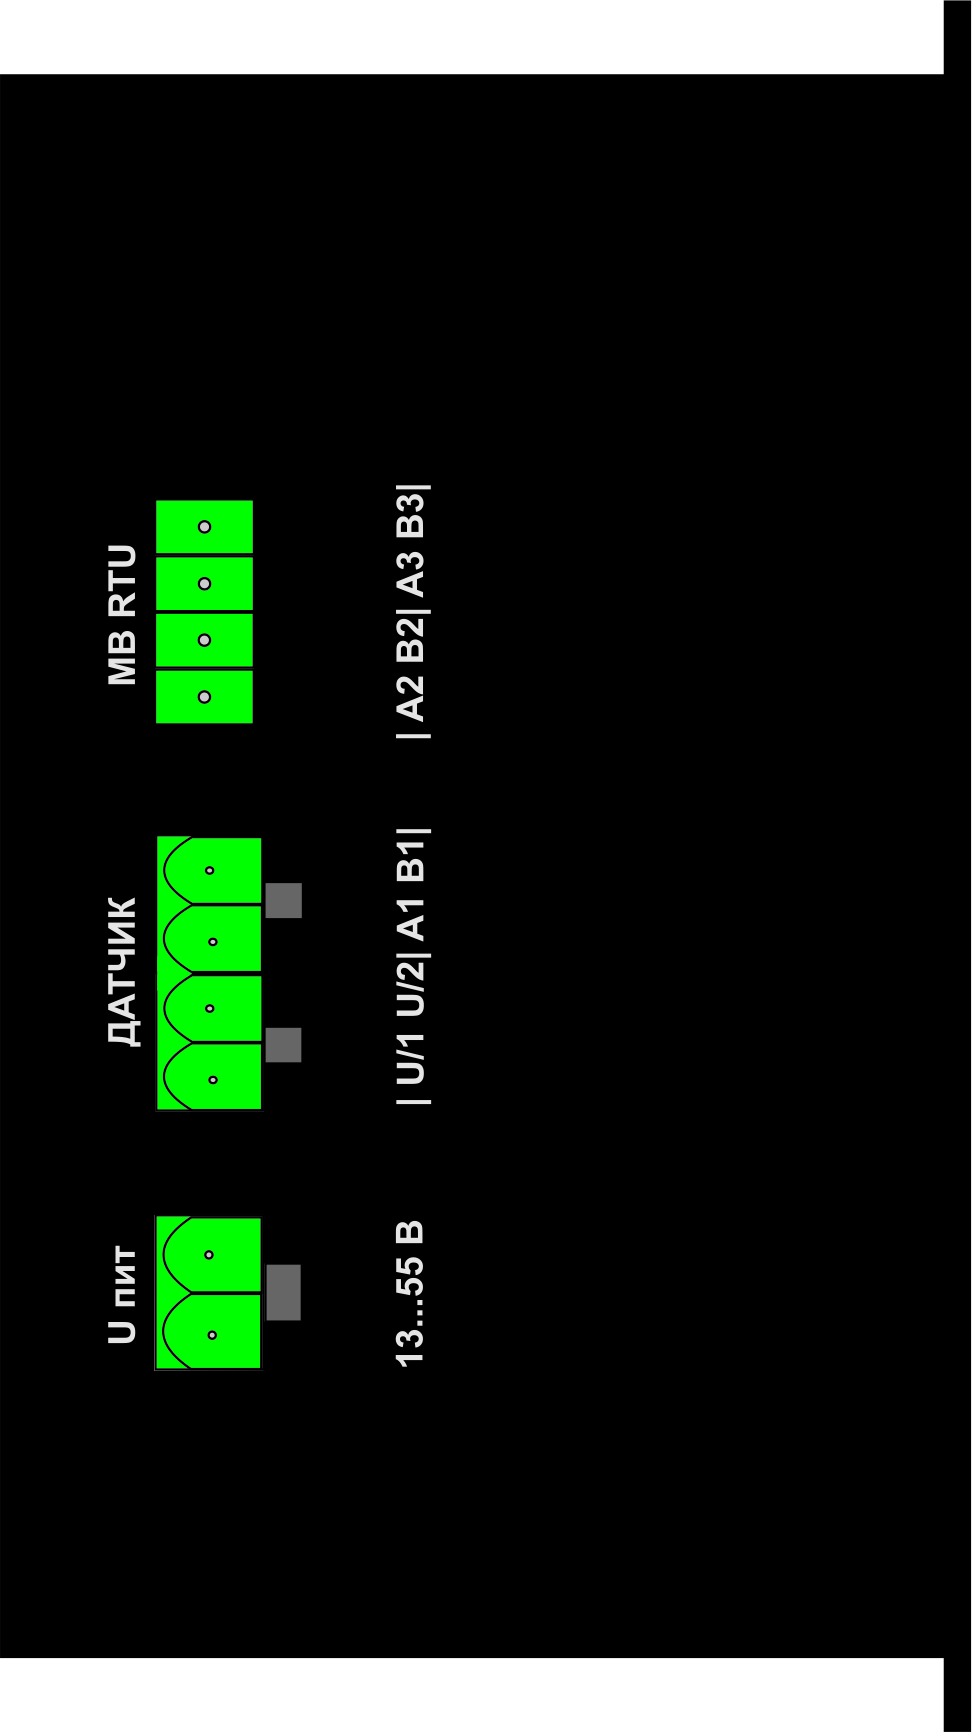 U пит ДАТЧИК MB RTU
13...55 В | U/1 U/2| A1 B1| | A2 B2| A3 B3|